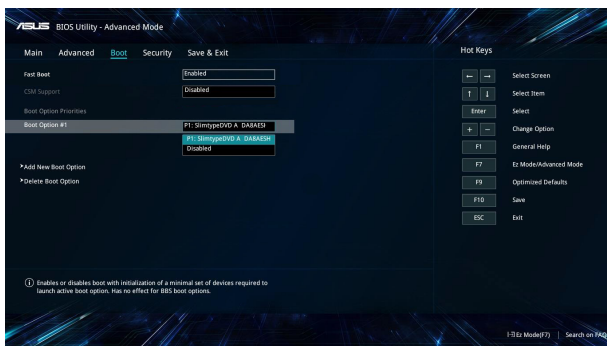 ASUS BIOS Utility - Advanced Mode
Main Advanced Boot Security Save & Exit
Hot Keys
Fast Boot Enabled
CSM Support Disabled
Boot Option Priorities
Boot Option #1 P1: SlimtypeDVD A DA8AESI
P1: SlimtypeDVD A DA8AESH
Disabled
Add New Boot Option
Delete Boot Option
← → Select Screen
↑ ↓ Select Item
Enter Select
+ − Change Option
F1 General Help
F7 Ez Mode/Advanced Mode
F9 Optimized Defaults
F10 Save
ESC Exit
Enables or disables boot with initialization of a minimal set of devices required to
launch active boot option. Has no effect for BBS boot options.
Ez Mode(F7) | Search on FAQ